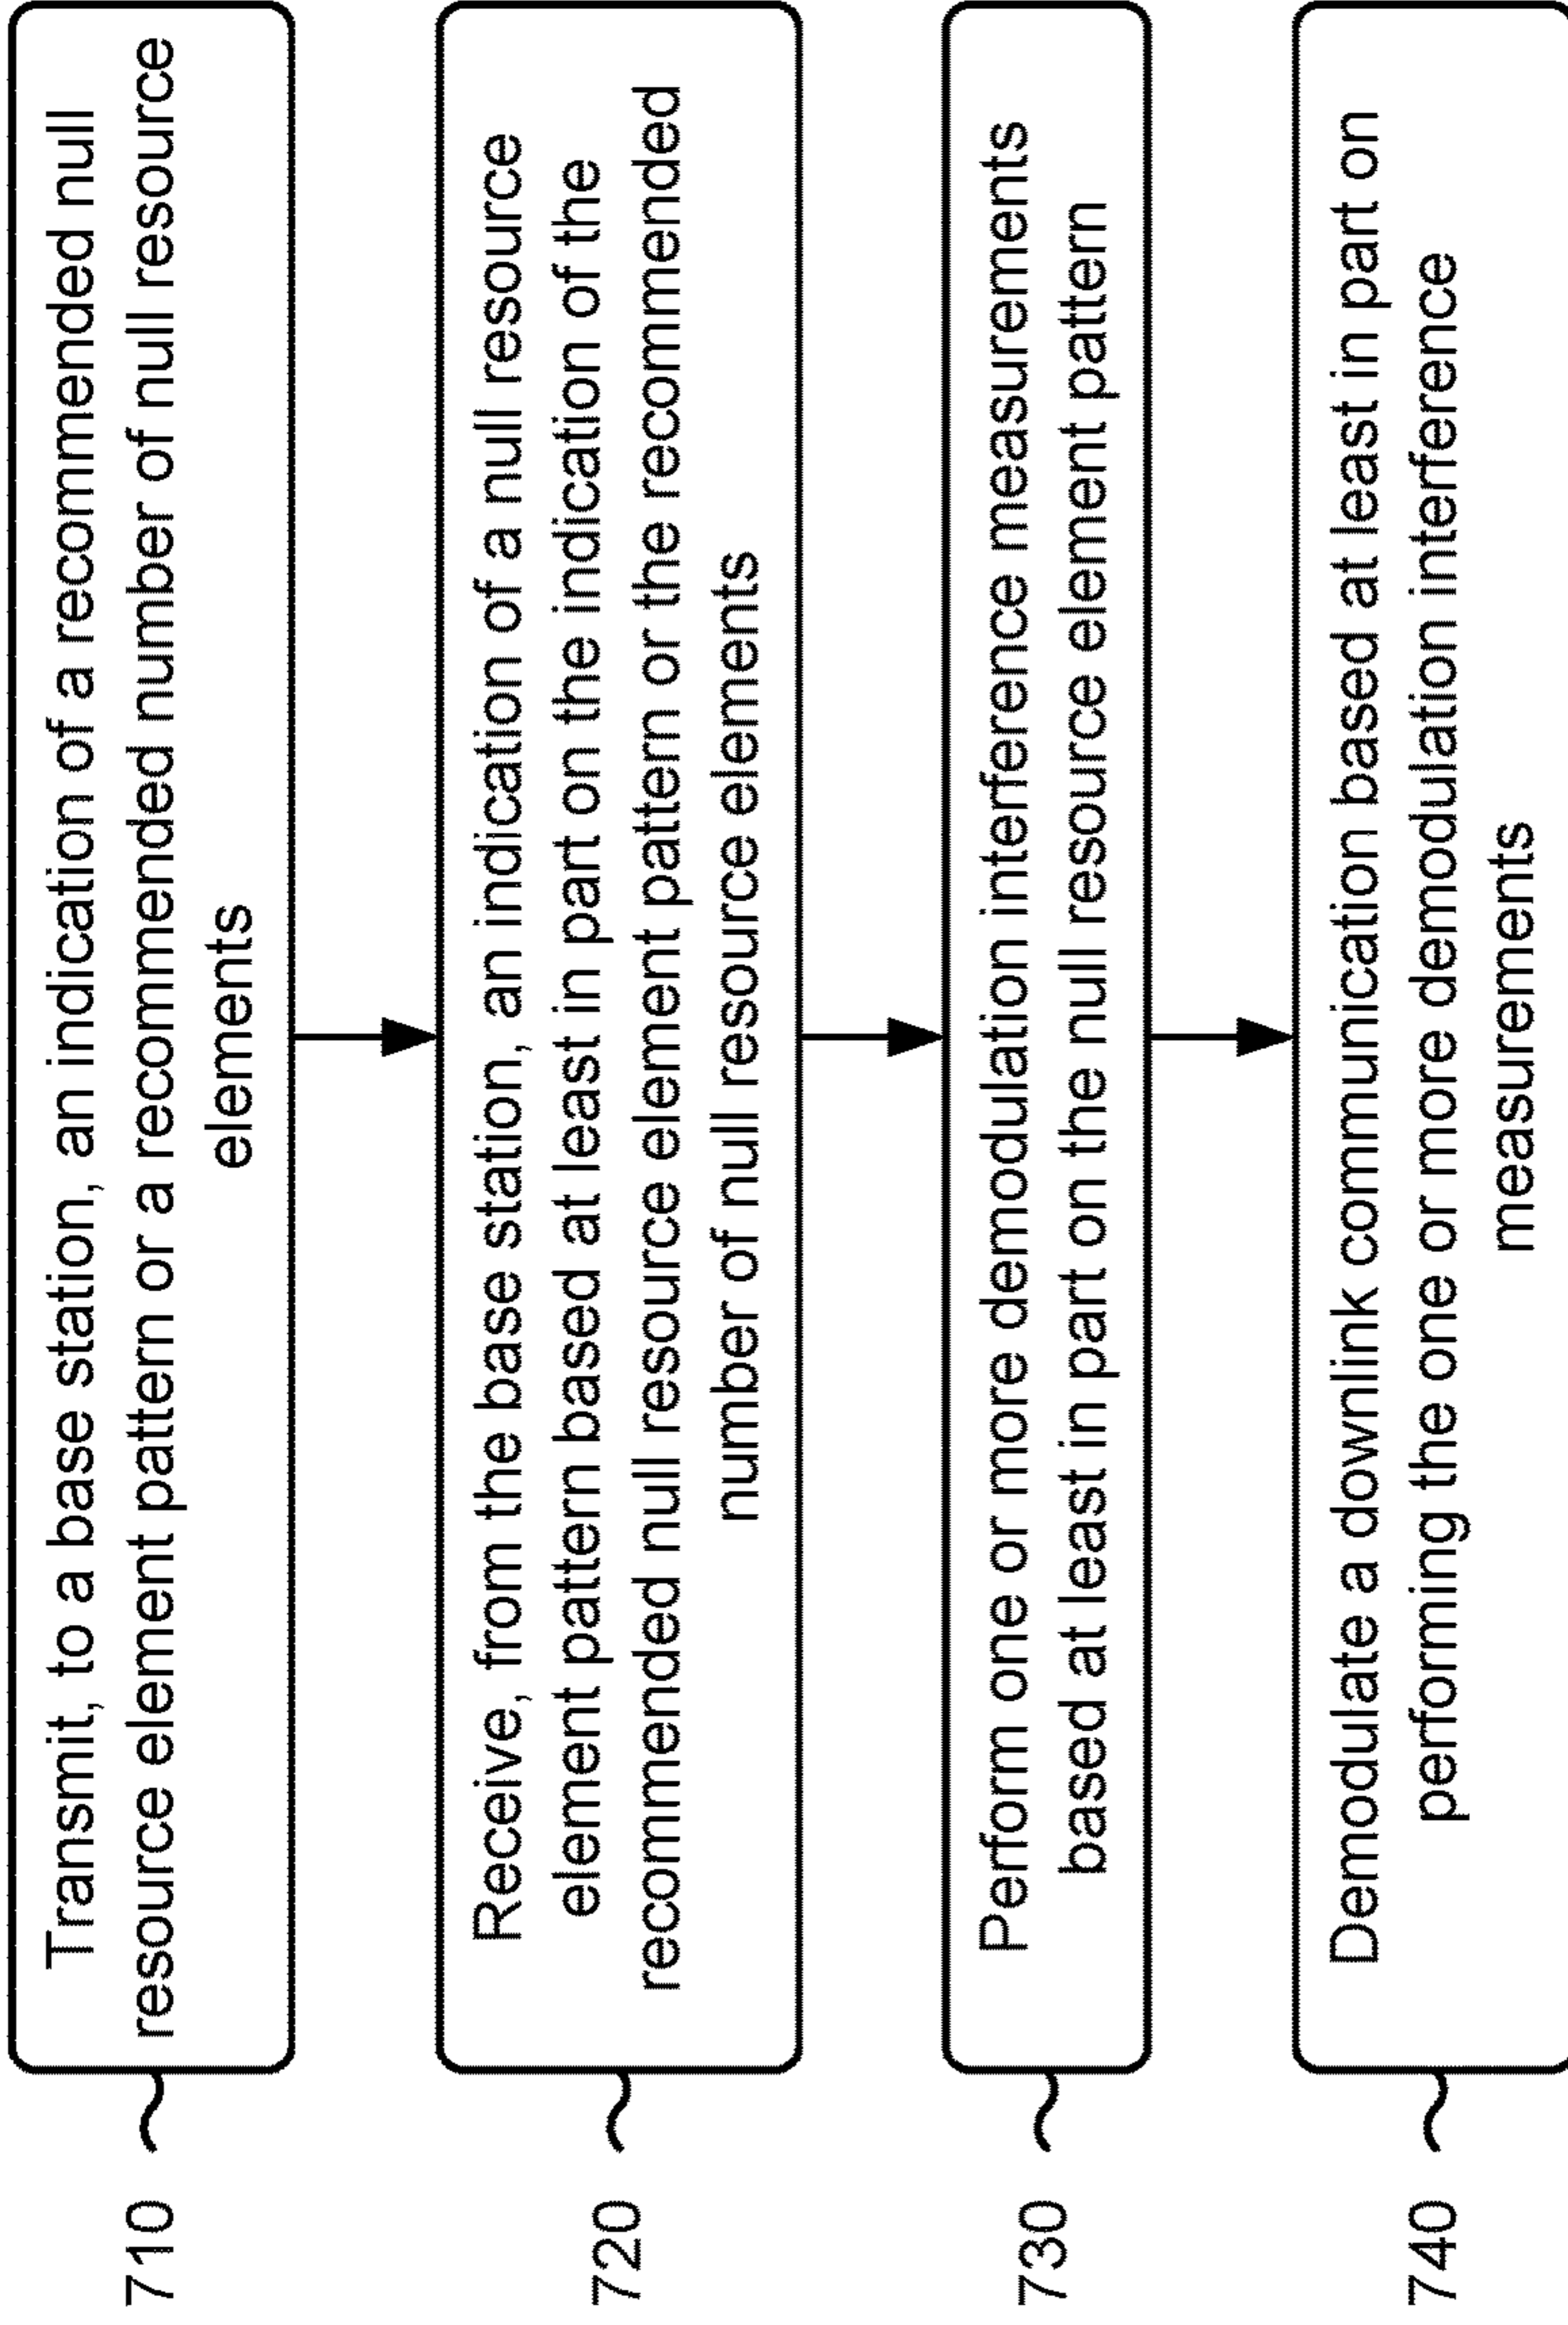 710
Transmit, to a base station, an indication of a recommended null
resource element pattern or a recommended number of null resource
elements
720
Receive, from the base station, an indication of a null resource
element pattern based at least in part on the indication of the
recommended null resource element pattern or the recommended
number of null resource elements
730
Perform one or more demodulation interference measurements
based at least in part on the null resource element pattern
740
Demodulate a downlink communication based at least in part on
performing the one or more demodulation interference
measurements